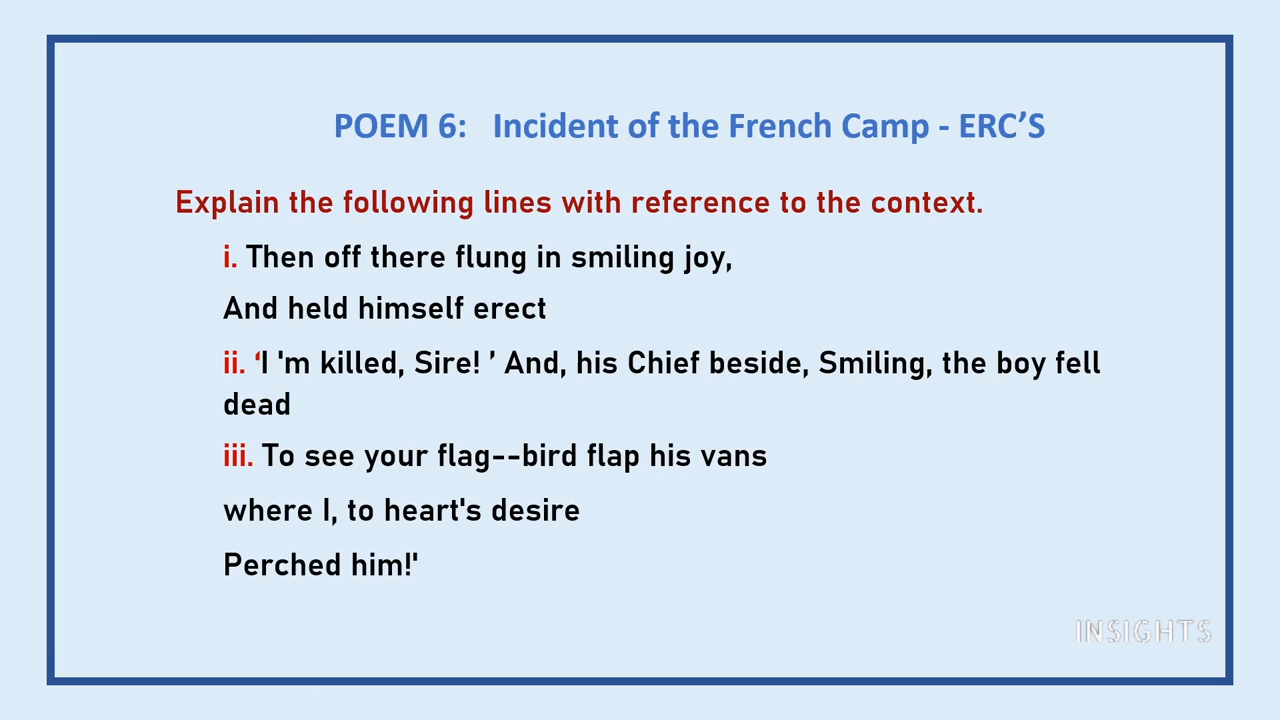 POEM 6: Incident of the French Camp - ERC’S
Explain the following lines with reference to the context.
i. Then off there flung in smiling joy,
And held himself erect
ii. ‘I 'm killed, Sire! ’ And, his Chief beside, Smiling, the boy fell
dead
iii. To see your flag--bird flap his vans
where I, to heart's desire
Perched him!'
INSIGHTS